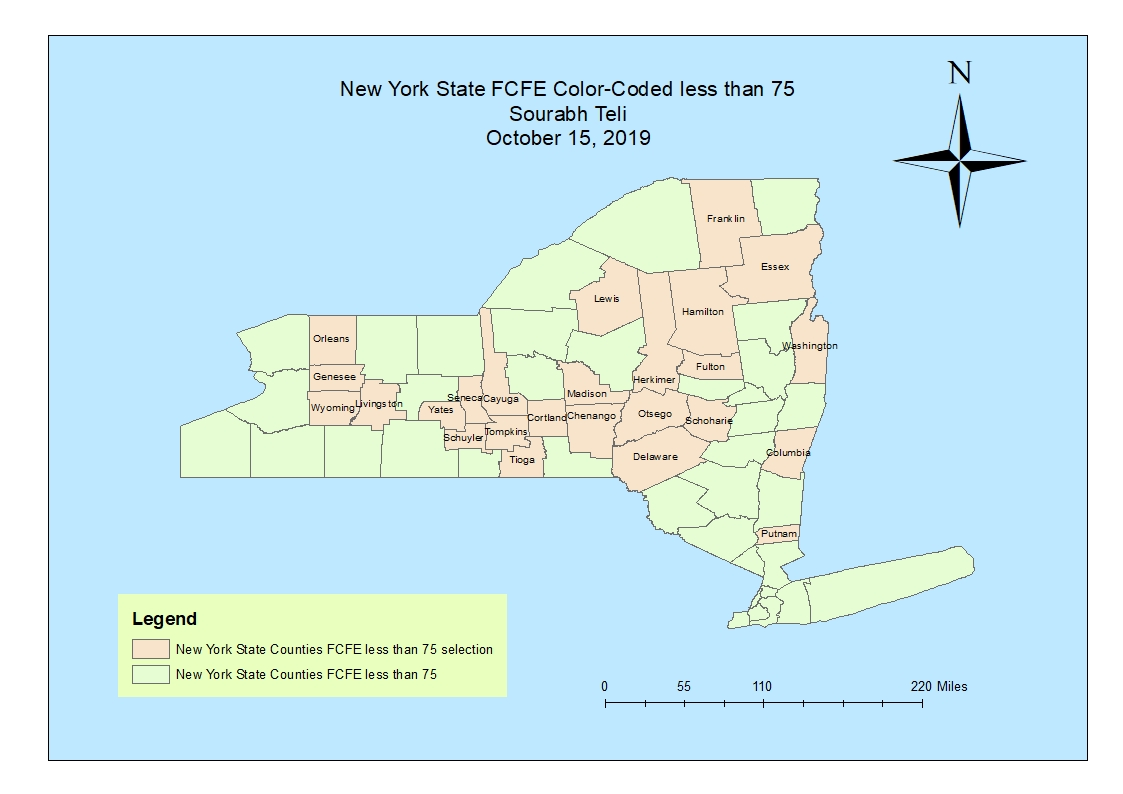 New York State FCFE Color-Coded less than 75
Sourabh Teli
October 15, 2019
N
Franklin
Essex
Lewis
Hamilton
Orleans
Washington
Fulton
Genesee
Herkimer
Madison
Seneca
Cayuga
Livingston
Wyoming
Yates
Otsego
Cortland
Chenango
Schoharie
Tompkins
Schuyler
Columbia
Delaware
Tioga
Putnam
Legend
New York State Counties FCFE less than 75 selection
New York State Counties FCFE less than 75
0 55 110 220 Miles